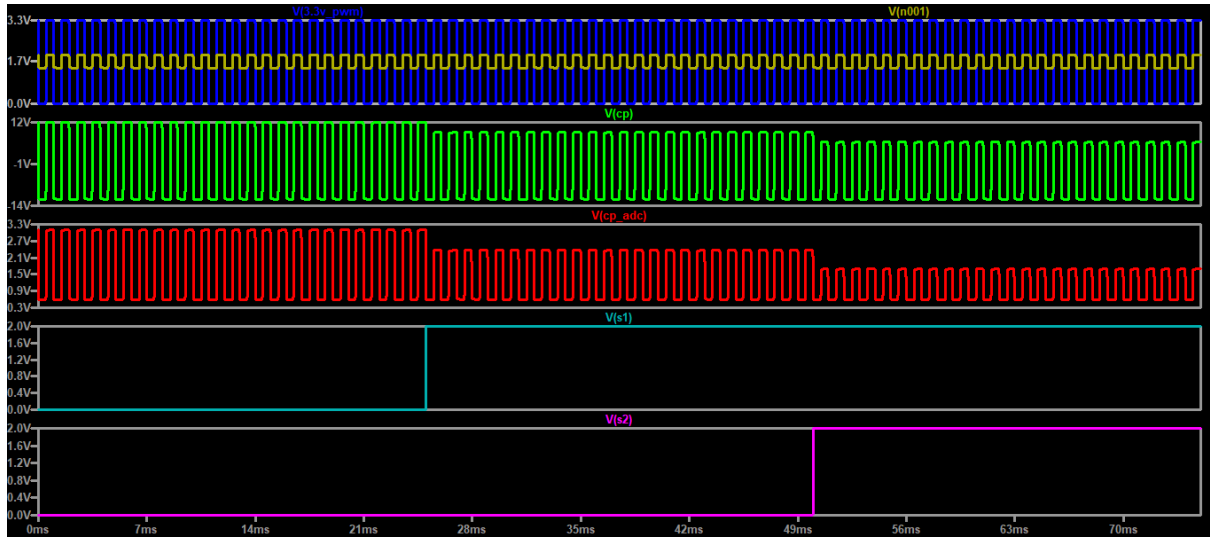 V(3.3v_pwm) V(n001)
3.3V
1.7V
0.0V
V(cp)
12V
-1V
-14V
V(cp_adc)
3.3V
2.7V
2.1V
1.5V
0.9V
0.3V
V(s1)
2.0V
1.6V
1.2V
0.8V
0.4V
0.0V
V(s2)
2.0V
1.6V
1.2V
0.8V
0.4V
0.0V
0ms 7ms 14ms 21ms 28ms 35ms 42ms 49ms 56ms 63ms 70ms